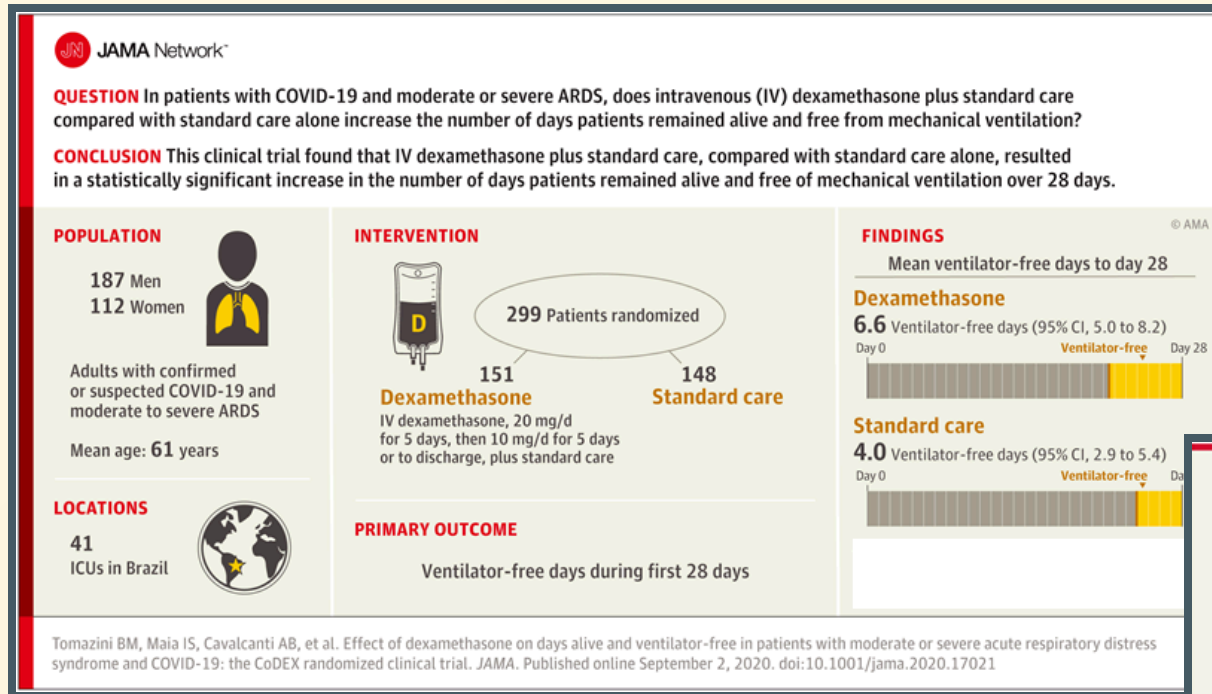 JN JAMA Network™
QUESTION In patients with COVID-19 and moderate or severe ARDS, does intravenous (IV) dexamethasone plus standard care
compared with standard care alone increase the number of days patients remained alive and free from mechanical ventilation?
CONCLUSION This clinical trial found that IV dexamethasone plus standard care, compared with standard care alone, resulted
in a statistically significant increase in the number of days patients remained alive and free of mechanical ventilation over 28 days.
© AMA
POPULATION
187 Men
112 Women
Adults with confirmed
or suspected COVID-19 and
moderate to severe ARDS
Mean age: 61 years
LOCATIONS
41
ICUs in Brazil
INTERVENTION
D
299 Patients randomized
151
Dexamethasone
IV dexamethasone, 20 mg/d
for 5 days, then 10 mg/d for 5 days
or to discharge, plus standard care
148
Standard care
PRIMARY OUTCOME
Ventilator-free days during first 28 days
FINDINGS
Mean ventilator-free days to day 28
Dexamethasone
6.6 Ventilator-free days (95% CI, 5.0 to 8.2)
Day 0 Ventilator-free Day 28
Standard care
4.0 Ventilator-free days (95% CI, 2.9 to 5.4)
Day 0 Ventilator-free
Tomazini BM, Maia IS, Cavalcanti AB, et al. Effect of dexamethasone on days alive and ventilator-free in patients with moderate or severe acute respiratory distress
syndrome and COVID-19: the CoDEX randomized clinical trial. JAMA. Published online September 2, 2020. doi:10.1001/jama.2020.17021